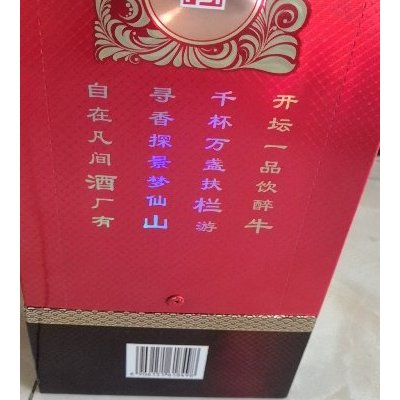 开坛一品饮醉牛
千杯万盏扶栏游
寻香探景梦仙山
自在凡间酒厂有